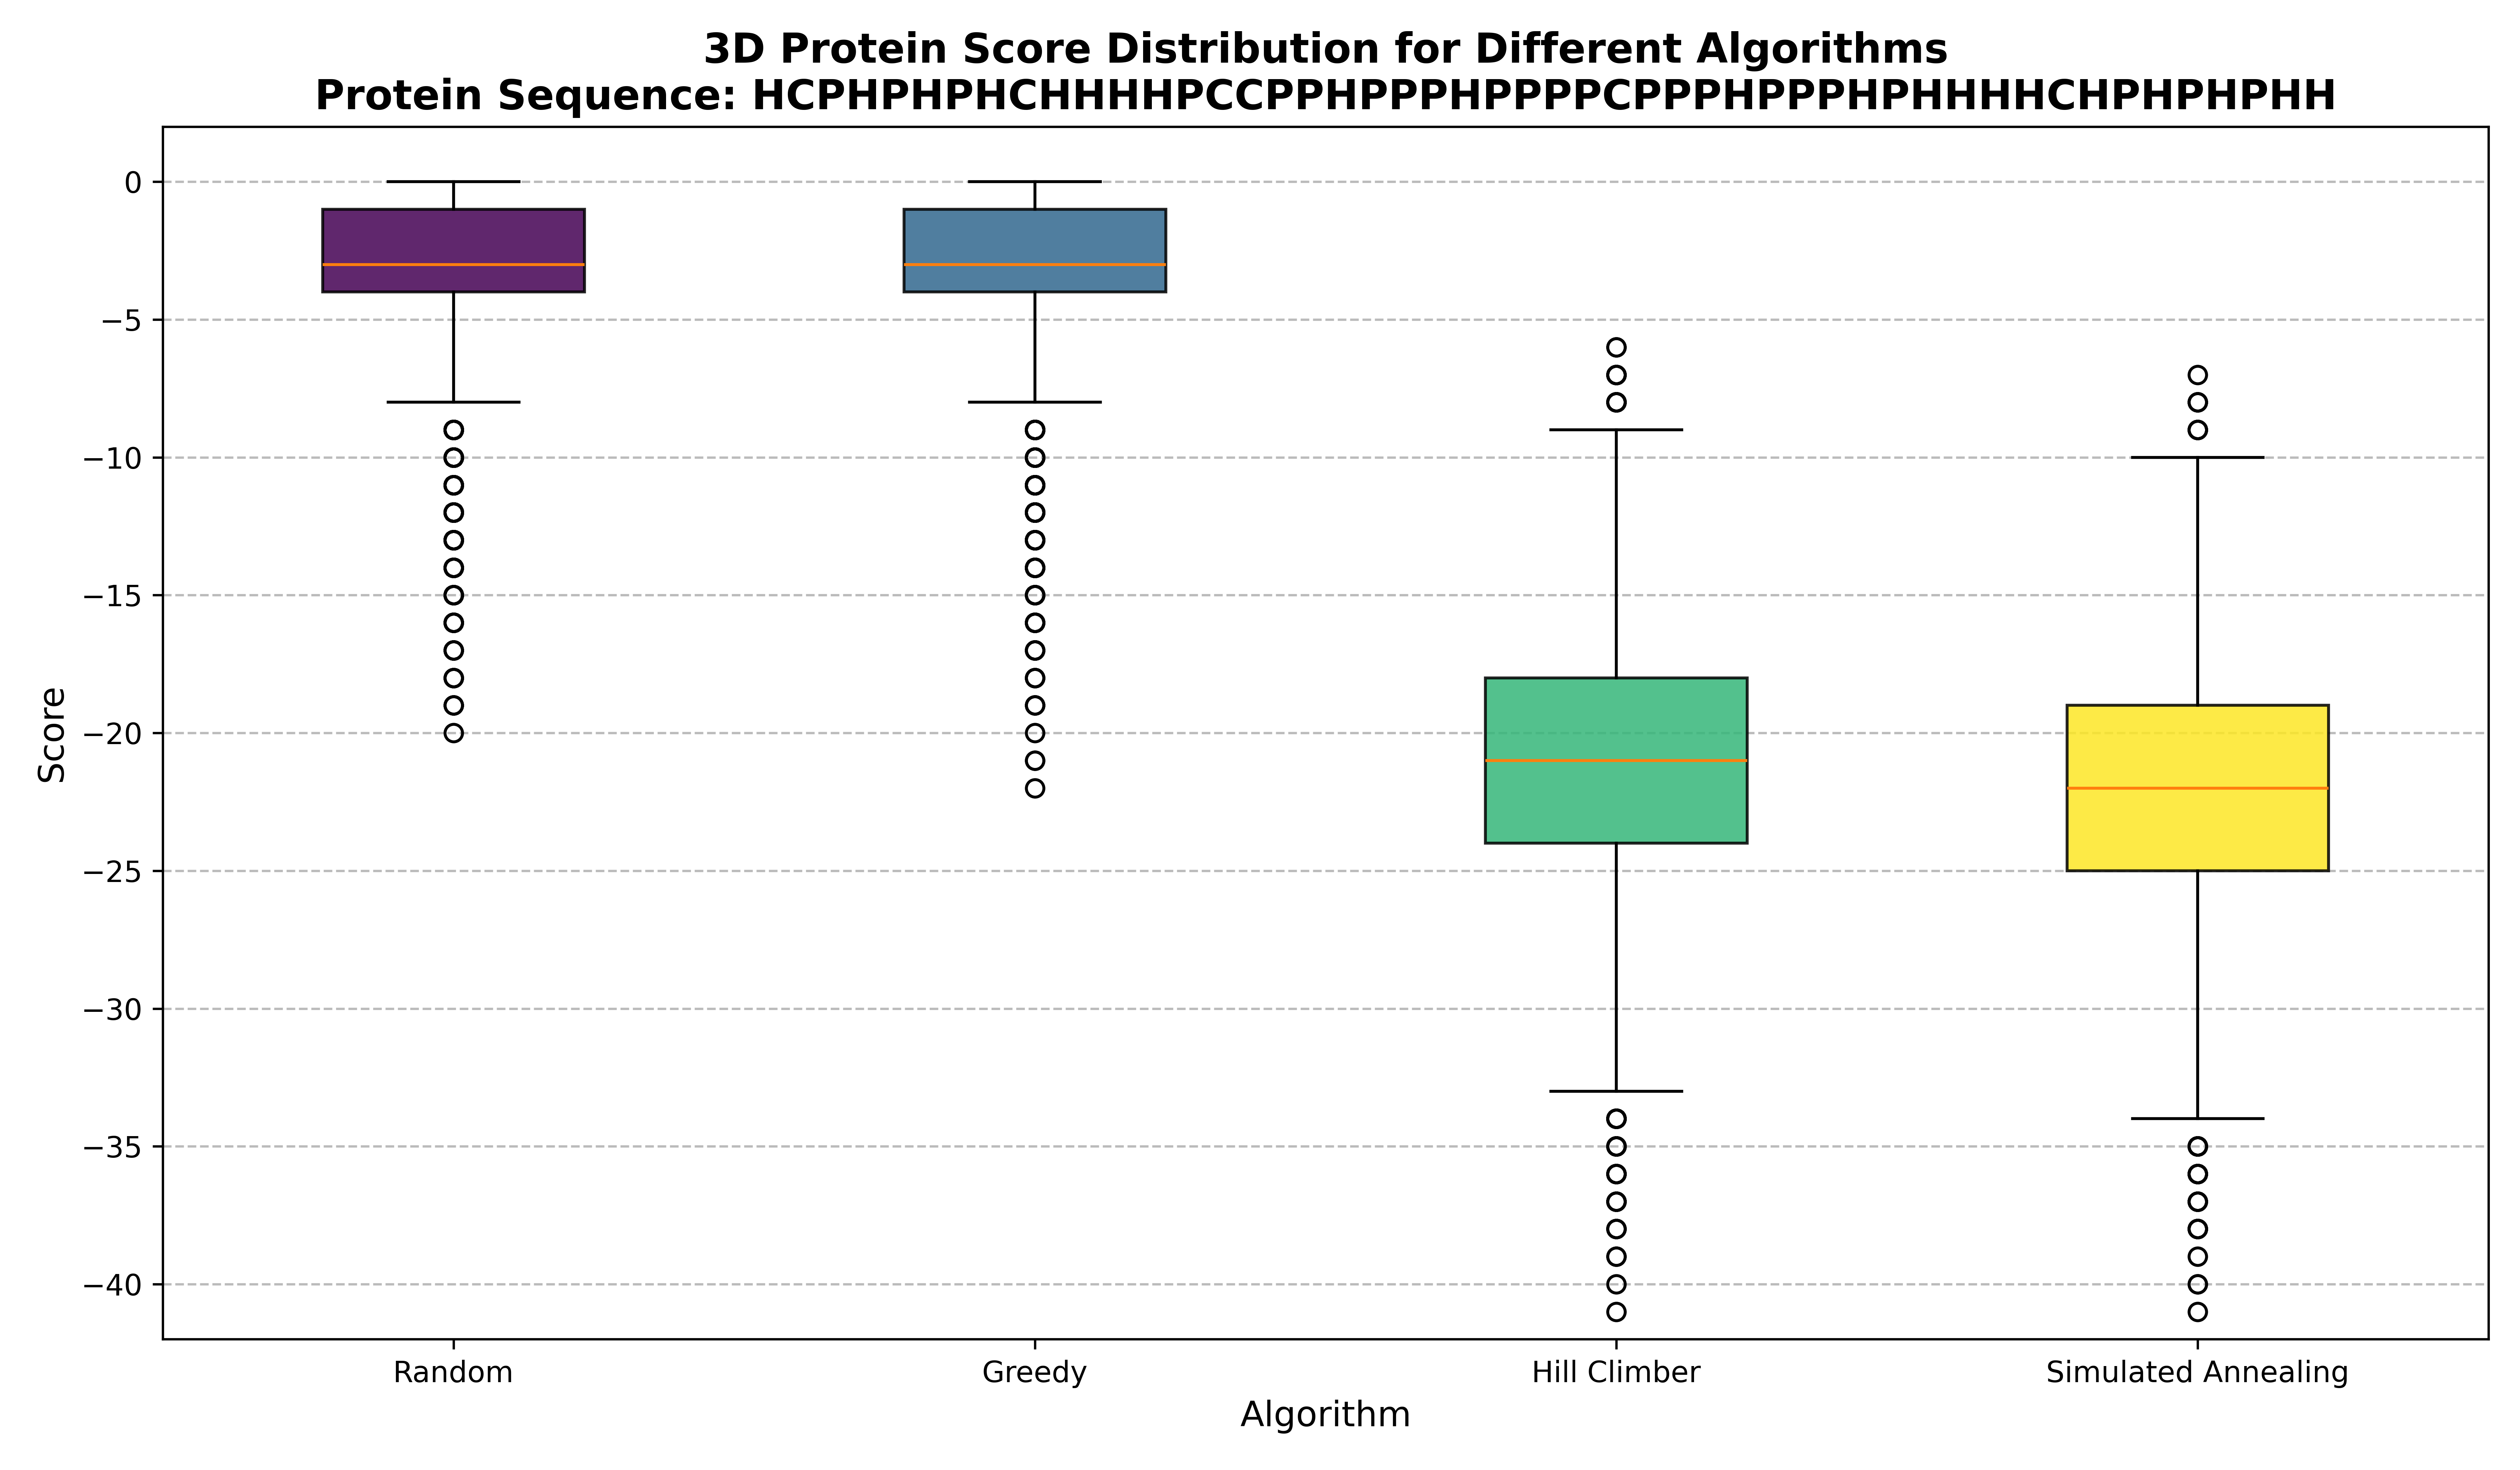 3D Protein Score Distribution for Different Algorithms
Protein Sequence: HCPHPHPHCHHHHHPCCPPHPPPHPPPPCPPPHPPPHPHHHHCHPHPHPHH
0
−5
−10
−15
−20
−25
−30
−35
−40
Score
Random
Greedy
Hill Climber
Simulated Annealing
Algorithm